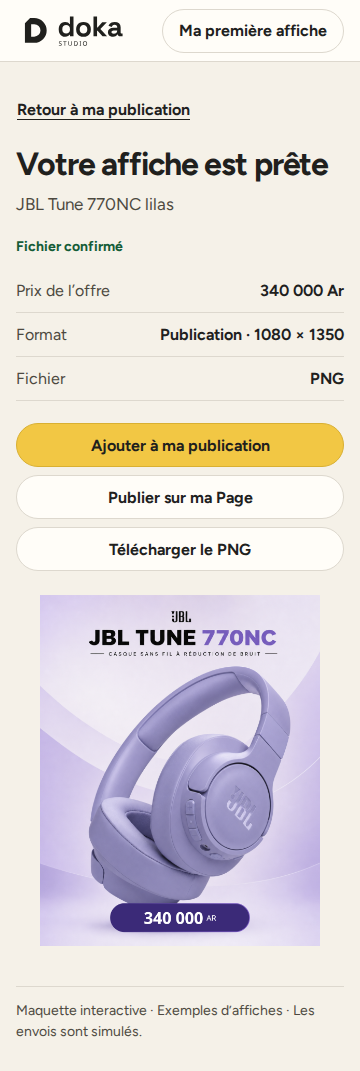 doka
STUDIO
Ma première affiche
Retour à ma publication
Votre affiche est prête
JBL Tune 770NC lilas
Fichier confirmé
Prix de l’offre 340 000 Ar
Format Publication · 1080 × 1350
Fichier PNG
Ajouter à ma publication
Publier sur ma Page
Télécharger le PNG
JBL
JBL TUNE 770NC
CASQUE SANS FIL À RÉDUCTION DE BRUIT
JBL
JBL
340 000 AR
Maquette interactive · Exemples d’affiches · Les
envois sont simulés.